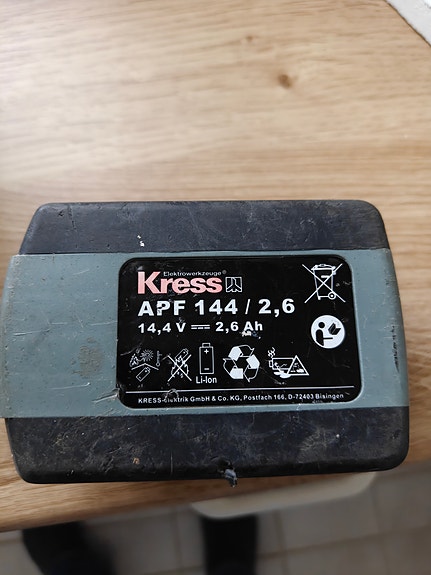 Elektrowerkzeuge®
Kress
APF 144 / 2,6
14,4 V ⎓ 2,6 Ah
Li-Ion
KRESS-elektrik GmbH & Co. KG, Postfach 166, D-72403 Bisingen